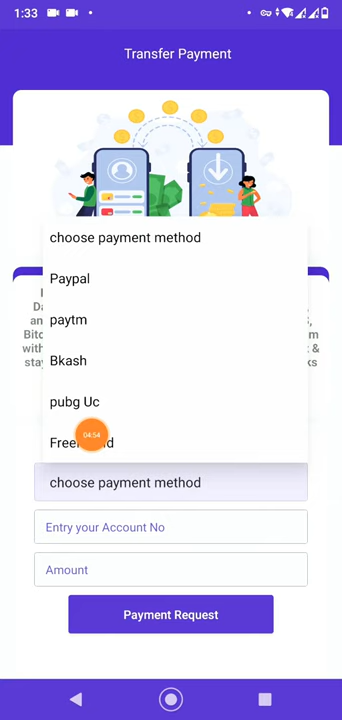 1:33
Transfer Payment
choose payment method
Paypal
paytm
Bkash
pubg Uc
04:54
choose payment method
Entry your Account No
Amount
Payment Request